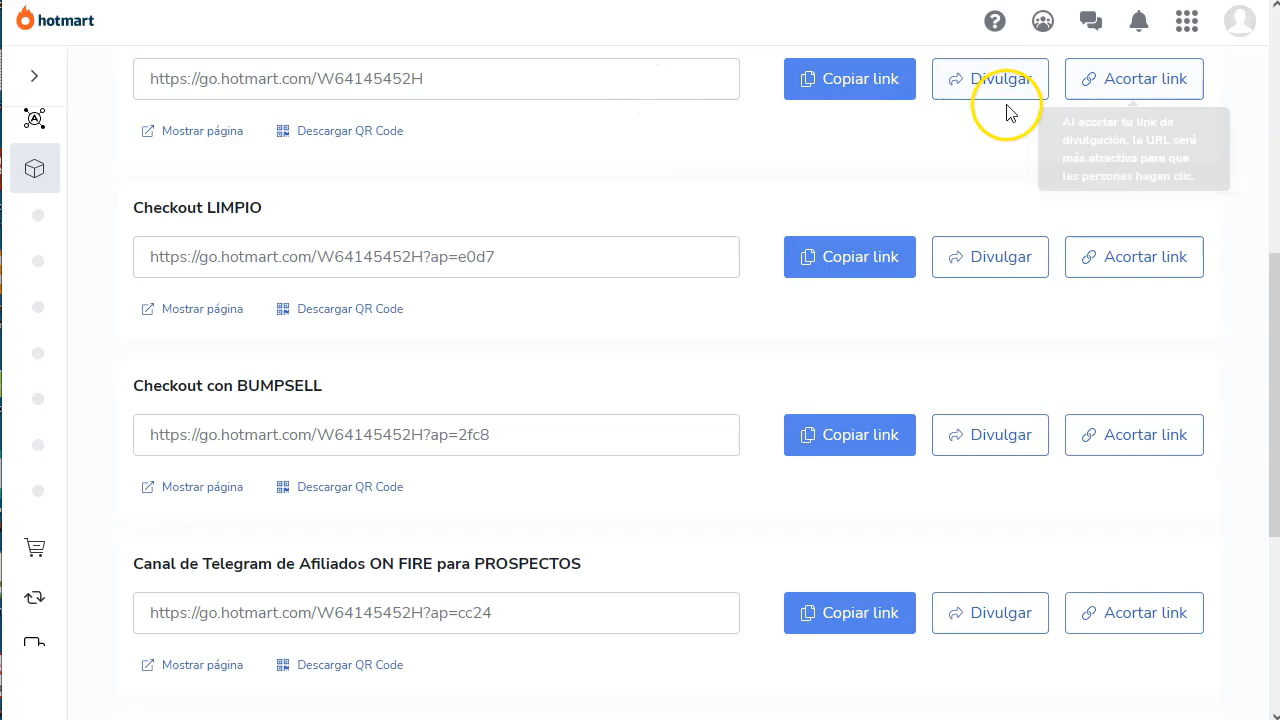 hotmart
https://go.hotmart.com/W64145452H
Copiar link
Divulgar
Acortar link
Mostrar página
Descargar QR Code
Al acortar tu link de
divulgación, la URL será
más atractiva para que
las personas hagan clic.
Checkout LIMPIO
https://go.hotmart.com/W64145452H?ap=e0d7
Copiar link
Divulgar
Acortar link
Mostrar página
Descargar QR Code
Checkout con BUMPSELL
https://go.hotmart.com/W64145452H?ap=2fc8
Copiar link
Divulgar
Acortar link
Mostrar página
Descargar QR Code
Canal de Telegram de Afiliados ON FIRE para PROSPECTOS
https://go.hotmart.com/W64145452H?ap=cc24
Copiar link
Divulgar
Acortar link
Mostrar página
Descargar QR Code